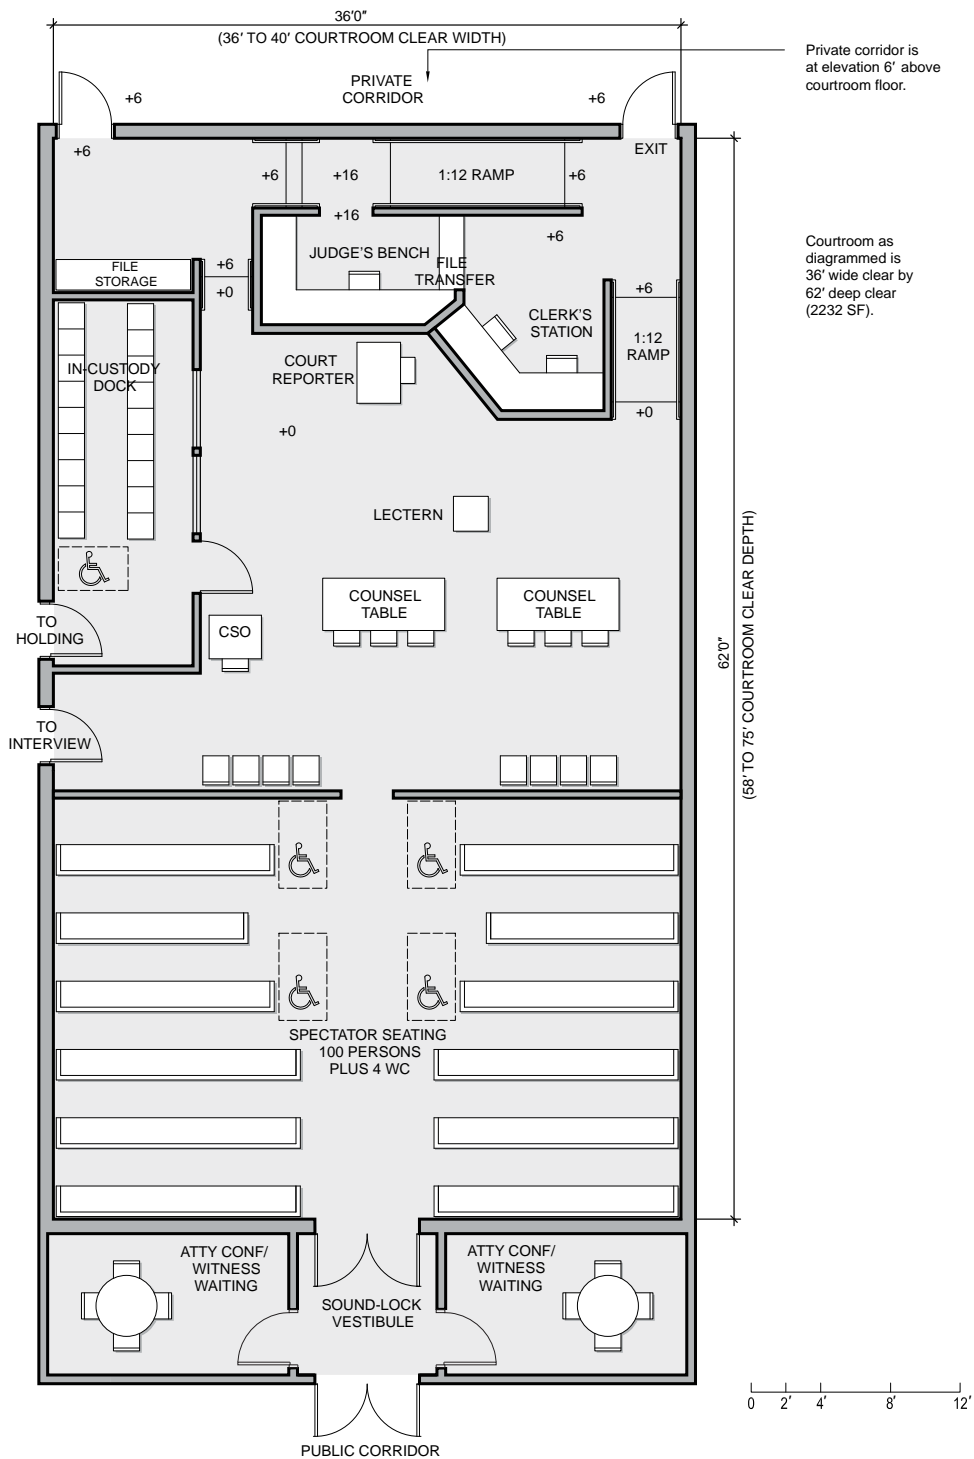 36′0″
(36′ TO 40′ COURTROOM CLEAR WIDTH)
Private corridor is
at elevation 6′ above
courtroom floor.
PRIVATE
CORRIDOR
+6
+6
+6
EXIT
+6
+16
1:12 RAMP
+6
+16
+6
JUDGE'S BENCH
FILE
TRANSFER
Courtroom as
diagrammed is
36′ wide clear by
62′ deep clear
(2232 SF).
FILE
STORAGE
+6
+0
+6
CLERK'S
STATION
1:12
RAMP
+0
IN-CUSTODY
DOCK
COURT
REPORTER
+0
LECTERN
COUNSEL
TABLE
COUNSEL
TABLE
CSO
TO
HOLDING
TO
INTERVIEW
62′0″
(58′ TO 75′ COURTROOM CLEAR DEPTH)
SPECTATOR SEATING
100 PERSONS
PLUS 4 WC
ATTY CONF/
WITNESS
WAITING
ATTY CONF/
WITNESS
WAITING
SOUND-LOCK
VESTIBULE
0 2′ 4′ 8′ 12′
PUBLIC CORRIDOR